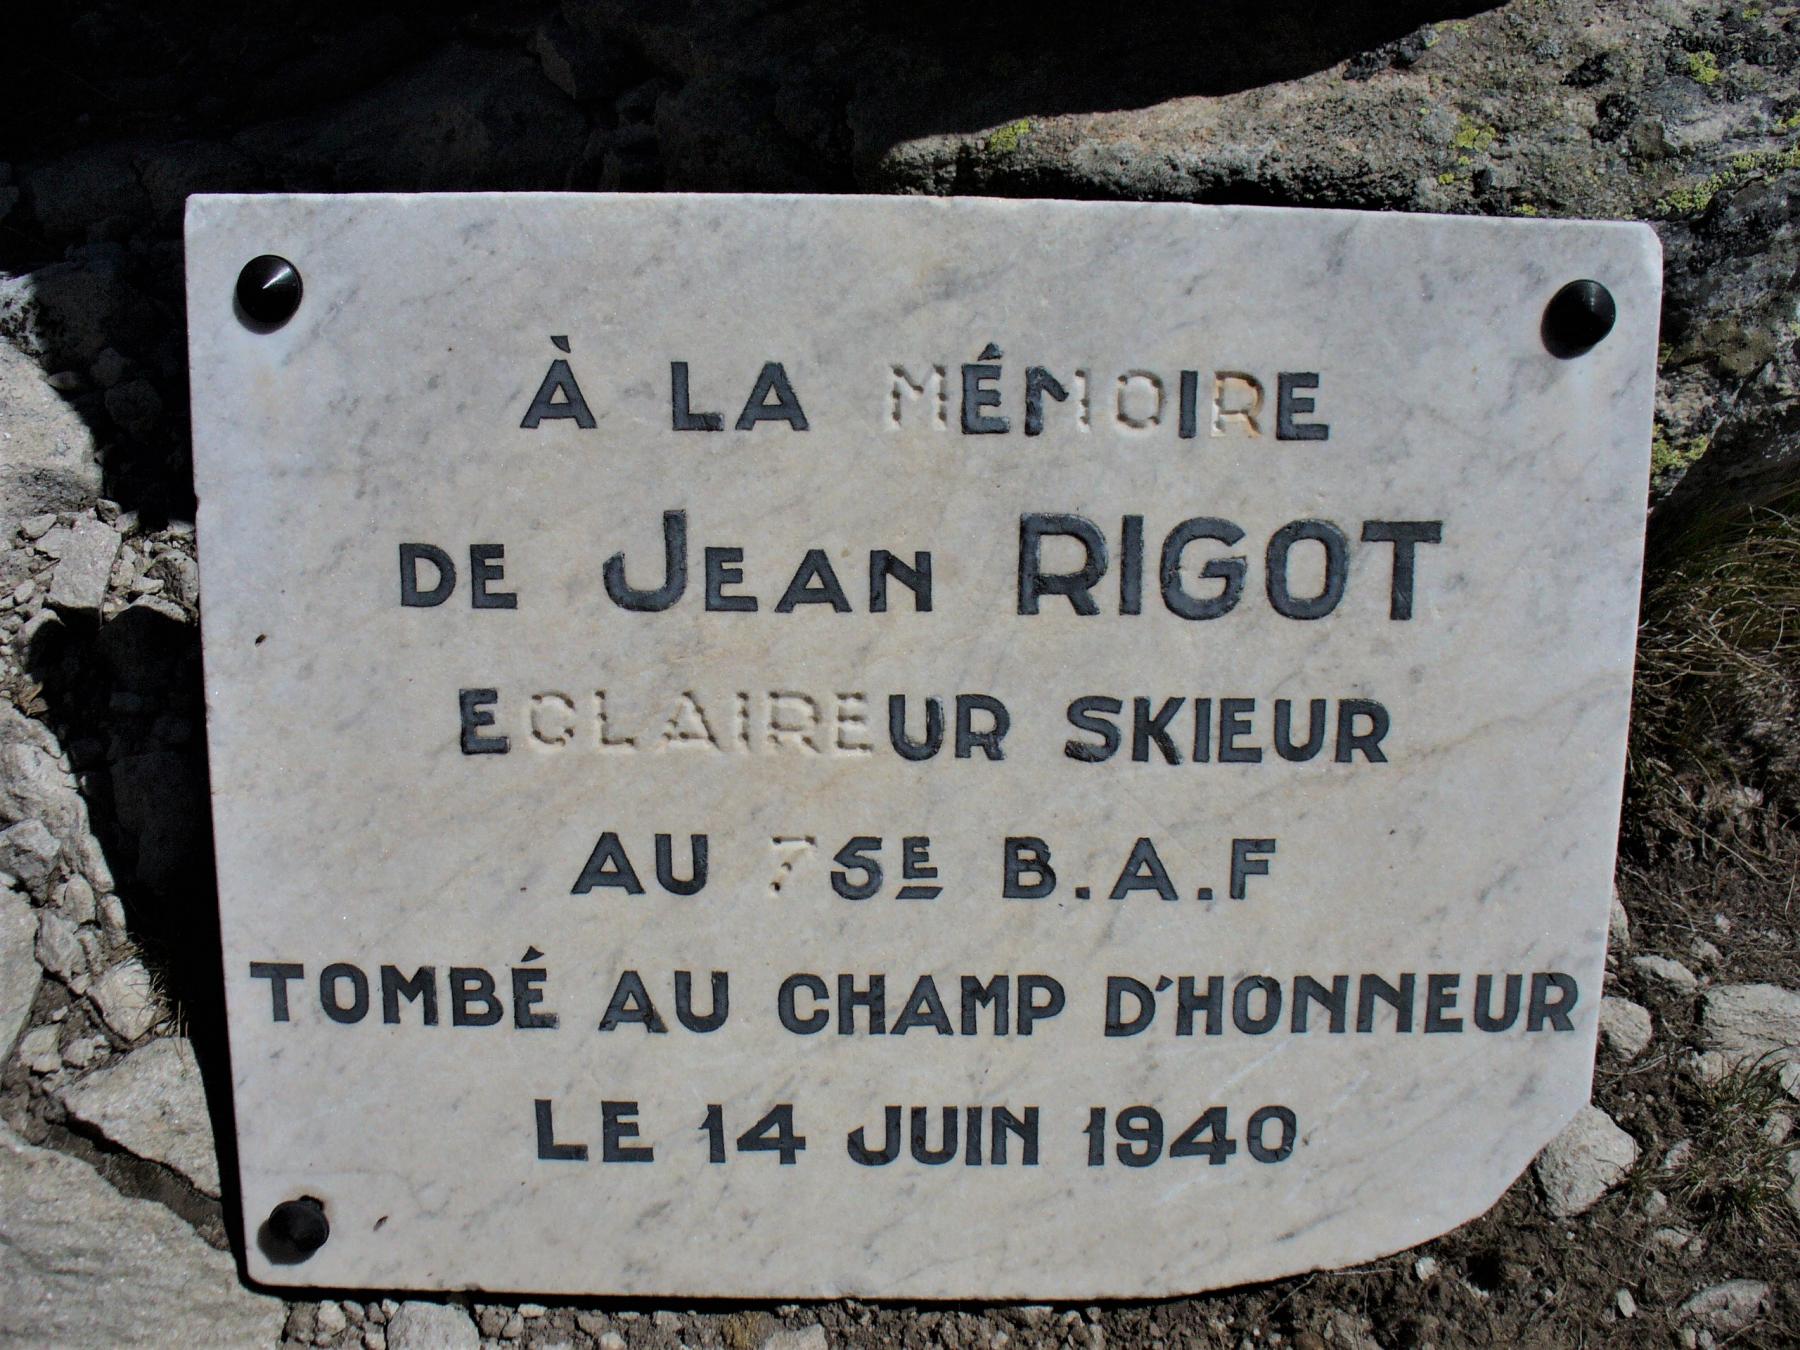 À LA MÉMOIRE
DE JEAN RIGOT
ECLAIREUR SKIEUR
AU 75E B.A.F
TOMBÉ AU CHAMP D'HONNEUR
LE 14 JUIN 1940